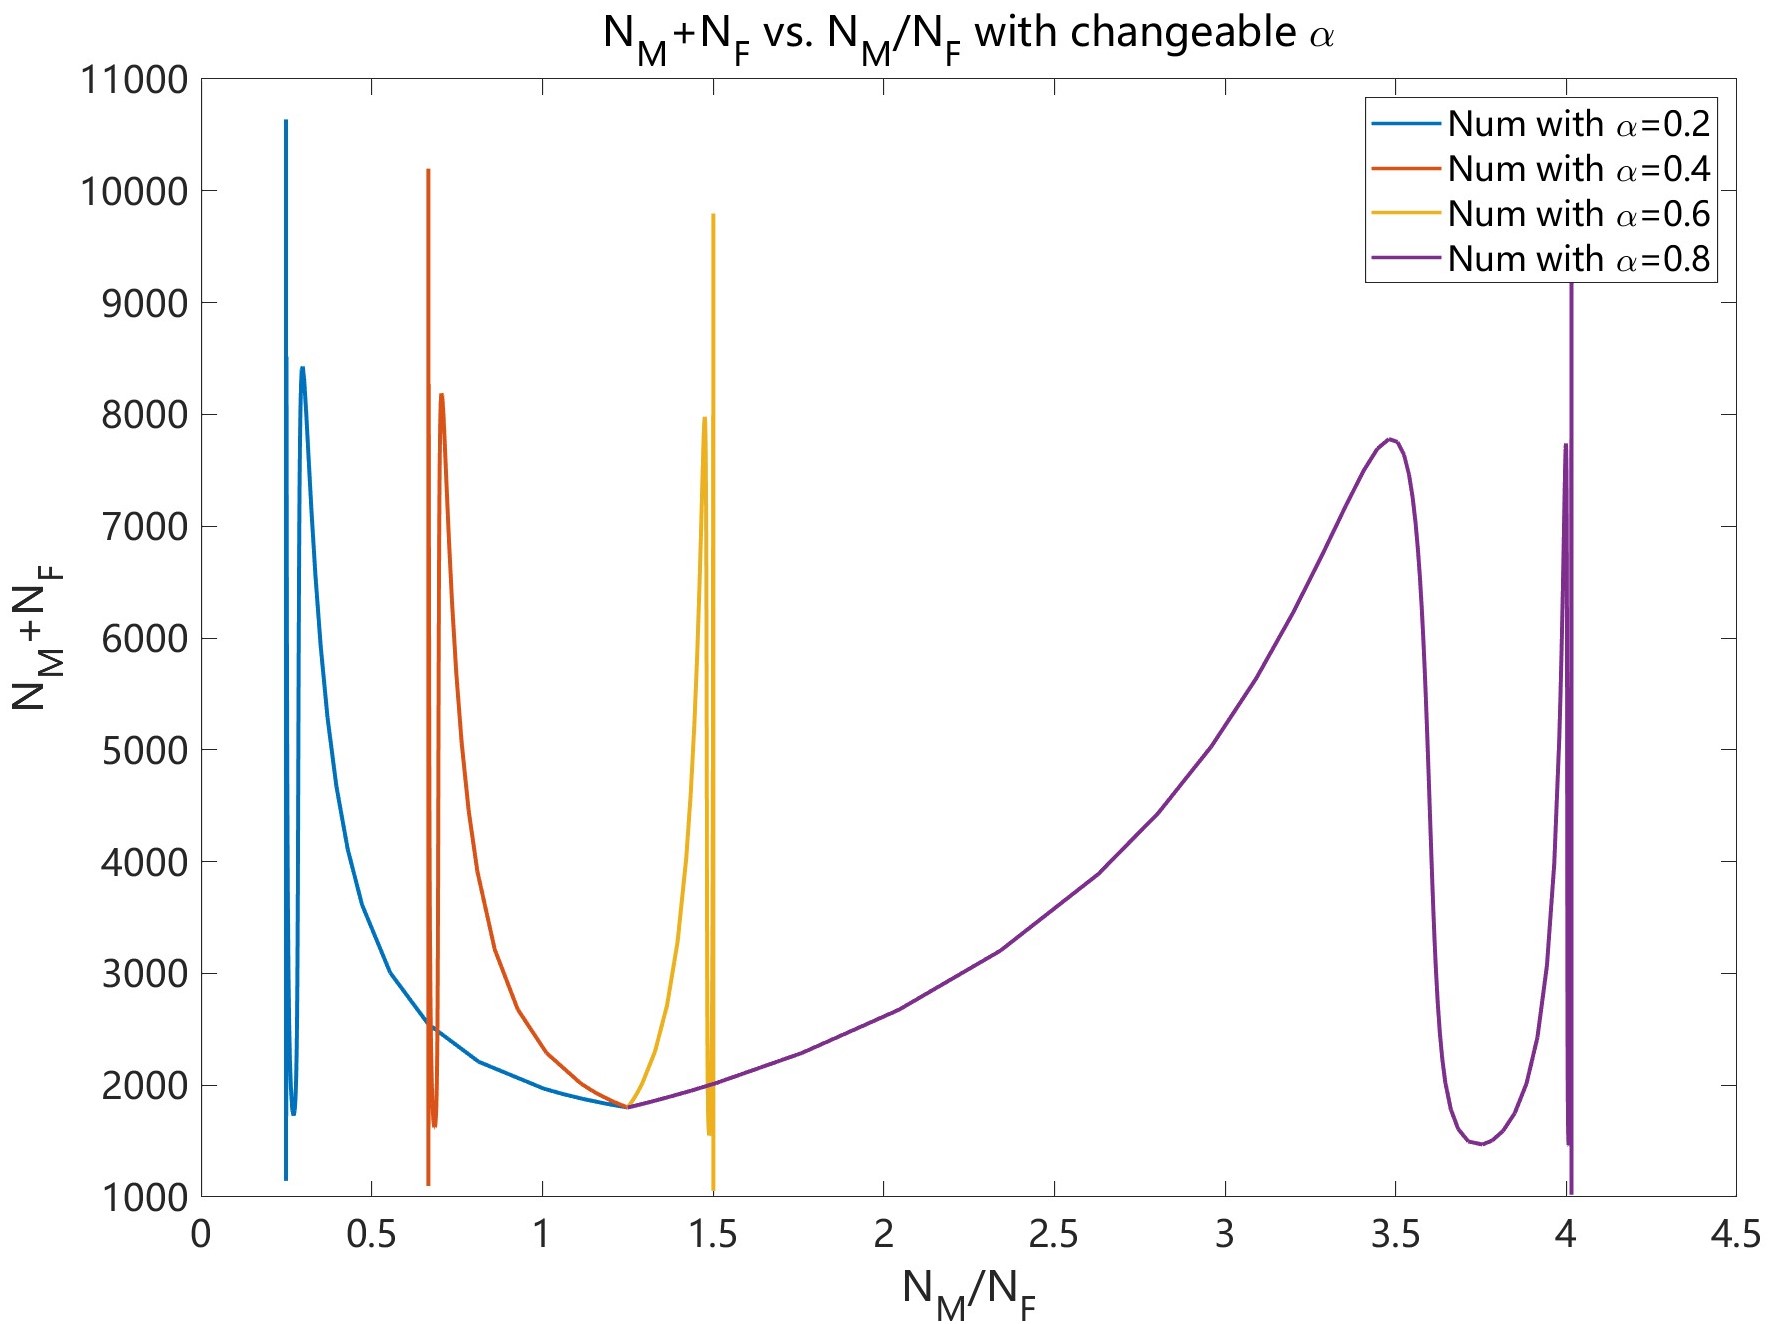 N_M+N_F vs. N_M/N_F with changeable α
11000
10000
9000
8000
7000
6000
5000
4000
3000
2000
1000
N_M+N_F
Num with α=0.2
Num with α=0.4
Num with α=0.6
Num with α=0.8
0 0.5 1 1.5 2 2.5 3 3.5 4 4.5
N_M/N_F